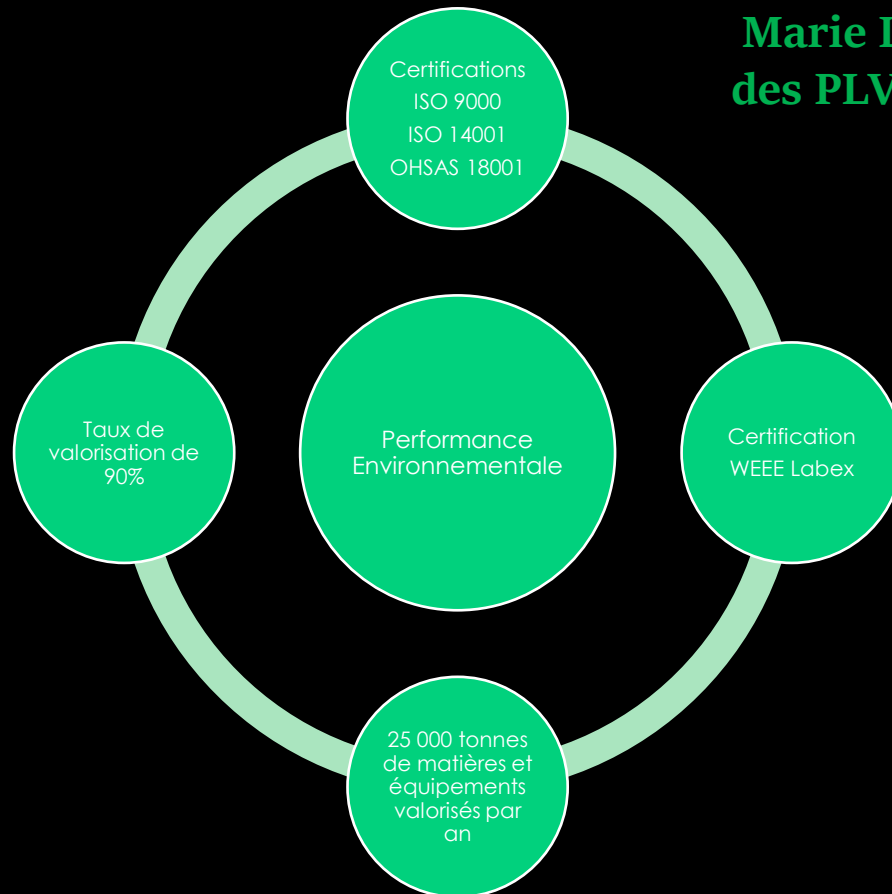 Marie
des PLV
Certifications
ISO 9000
ISO 14001
OHSAS 18001
Taux de
valorisation de
90%
Performance
Environnementale
Certification
WEEE Labex
25 000 tonnes
de matières et
équipements
valorisés par
an